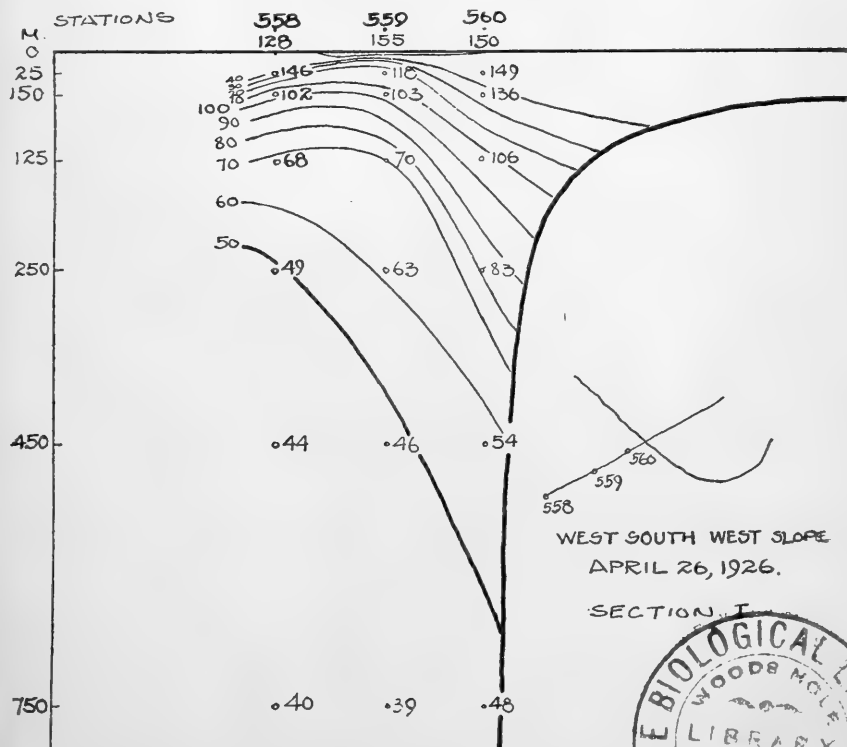 STATIONS 558 559 560
M. 128 155 150
0
25 146 118 149
40
150 102 103 136
100
90
80
125 106
70 68 70
60
50
250 49 63 83
450 44 46 54
560
559
558
WEST SOUTH WEST SLOPE
APRIL 26, 1926.
SECTION I
750 40 39 48
E BIOLOGICAL L
WOODS HOLE
LIBRARY